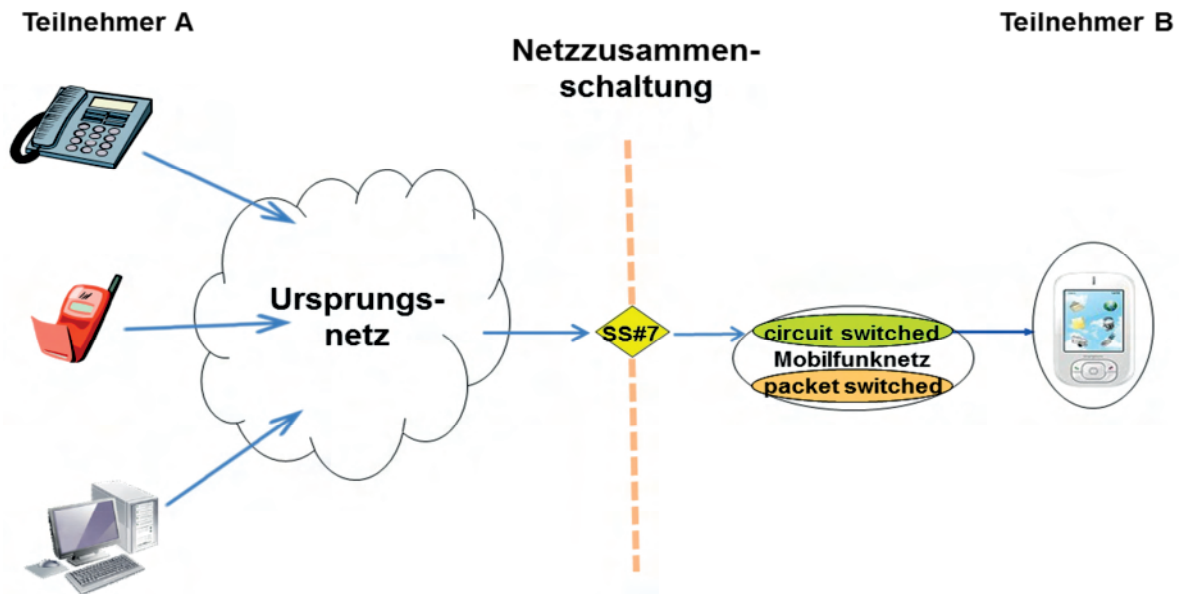 Teilnehmer A
Teilnehmer B
Netzzusammen-
schaltung
Ursprungs-
netz
SS#7
circuit switched
Mobilfunknetz
packet switched